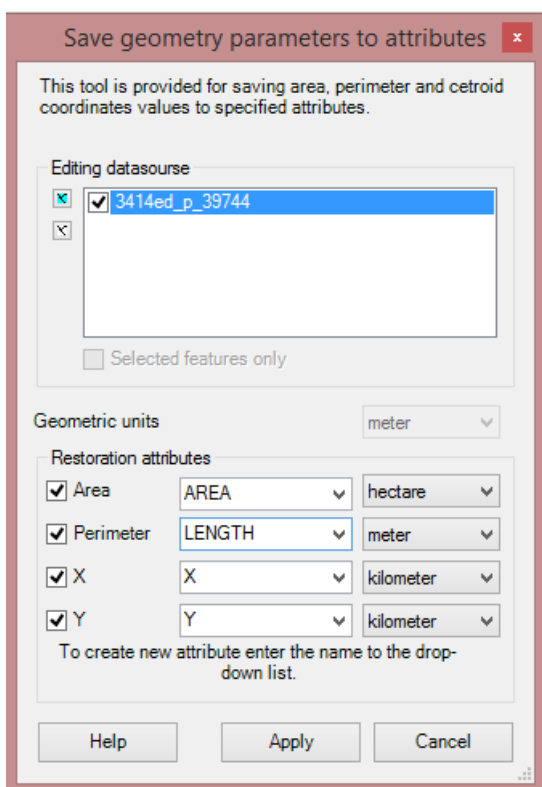 Save geometry parameters to attributes
x
This tool is provided for saving area, perimeter and cetroid
coordinates values to specified attributes.
Editing datasourse
3414ed_p_39744
Selected features only
Geometric units meter
Restoration attributes
Area AREA hectare
Perimeter LENGTH meter
X X kilometer
Y Y kilometer
To create new attribute enter the name to the drop-
down list.
Help Apply Cancel